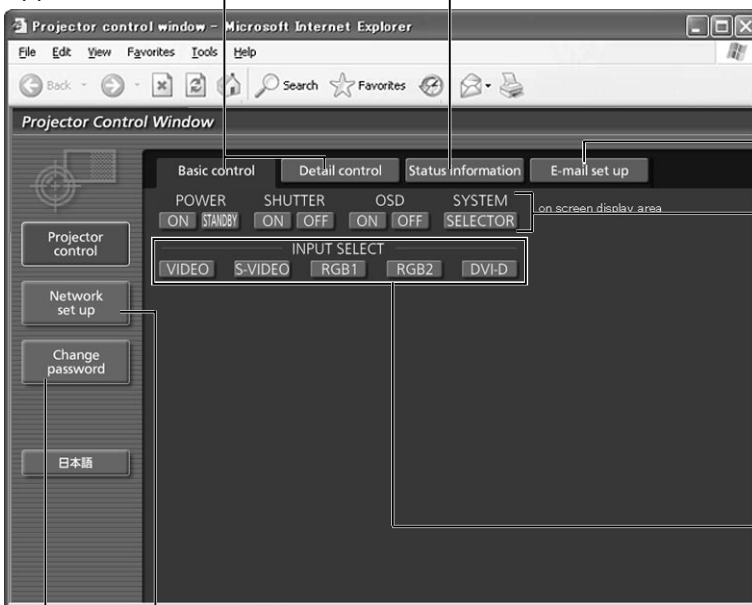 Projector control window - Microsoft Internet Explorer
File Edit View Favorites Tools Help
Back Search Favorites
Projector Control Window
Basic control Detail control Status information E-mail set up
POWER SHUTTER OSD SYSTEM
ON STANDBY ON OFF ON OFF SELECTOR
on screen display area
Projector
control
INPUT SELECT
VIDEO S-VIDEO RGB1 RGB2 DVI-D
Network
set up
Change
password
日本語